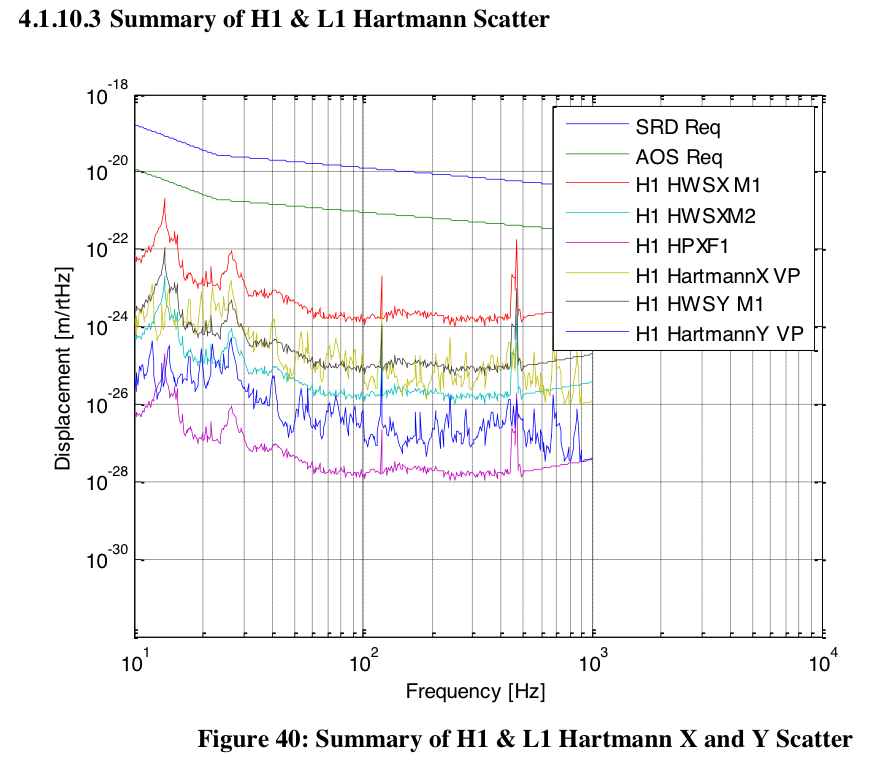 4.1.10.3 Summary of H1 & L1 Hartmann Scatter
10^-18
10^-20
10^-22
10^-24
10^-26
10^-28
10^-30
Displacement [m/rtHz]
SRD Req
AOS Req
H1 HWSX M1
H1 HWSXM2
H1 HPXF1
H1 HartmannX VP
H1 HWSY M1
H1 HartmannY VP
10^1
10^2
10^3
10^4
Frequency [Hz]
Figure 40: Summary of H1 & L1 Hartmann X and Y Scatter